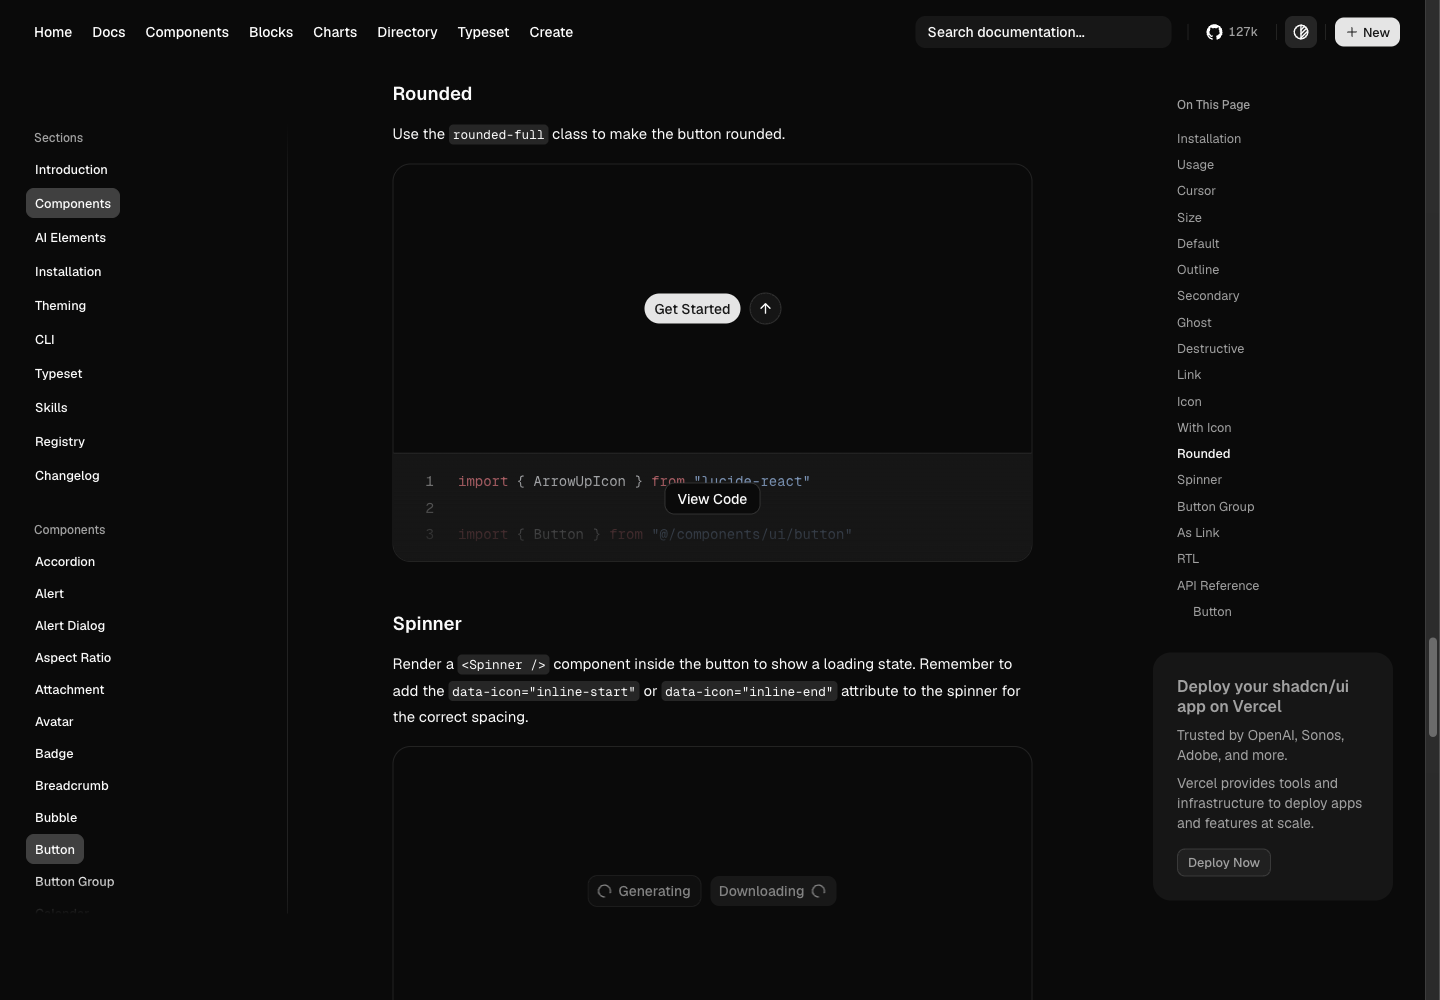 Home Docs Components Blocks Charts Directory Typeset Create
Search documentation...
127k
New
Sections
Introduction
Components
AI Elements
Installation
Theming
CLI
Typeset
Skills
Registry
Changelog
Components
Accordion
Alert
Alert Dialog
Aspect Ratio
Attachment
Avatar
Badge
Breadcrumb
Bubble
Button
Button Group
Calendar
Rounded
Use the rounded-full class to make the button rounded.
Get Started
1 import { ArrowUpIcon } from "lucide-react"
View Code
2
3 import { Button } from "@/components/ui/button"
Spinner
Render a <Spinner /> component inside the button to show a loading state. Remember to
add the data-icon="inline-start" or data-icon="inline-end" attribute to the spinner for
the correct spacing.
Generating
Downloading
On This Page
Installation
Usage
Cursor
Size
Default
Outline
Secondary
Ghost
Destructive
Link
Icon
With Icon
Rounded
Spinner
Button Group
As Link
RTL
API Reference
Button
Deploy your shadcn/ui
app on Vercel
Trusted by OpenAI, Sonos,
Adobe, and more.
Vercel provides tools and
infrastructure to deploy apps
and features at scale.
Deploy Now